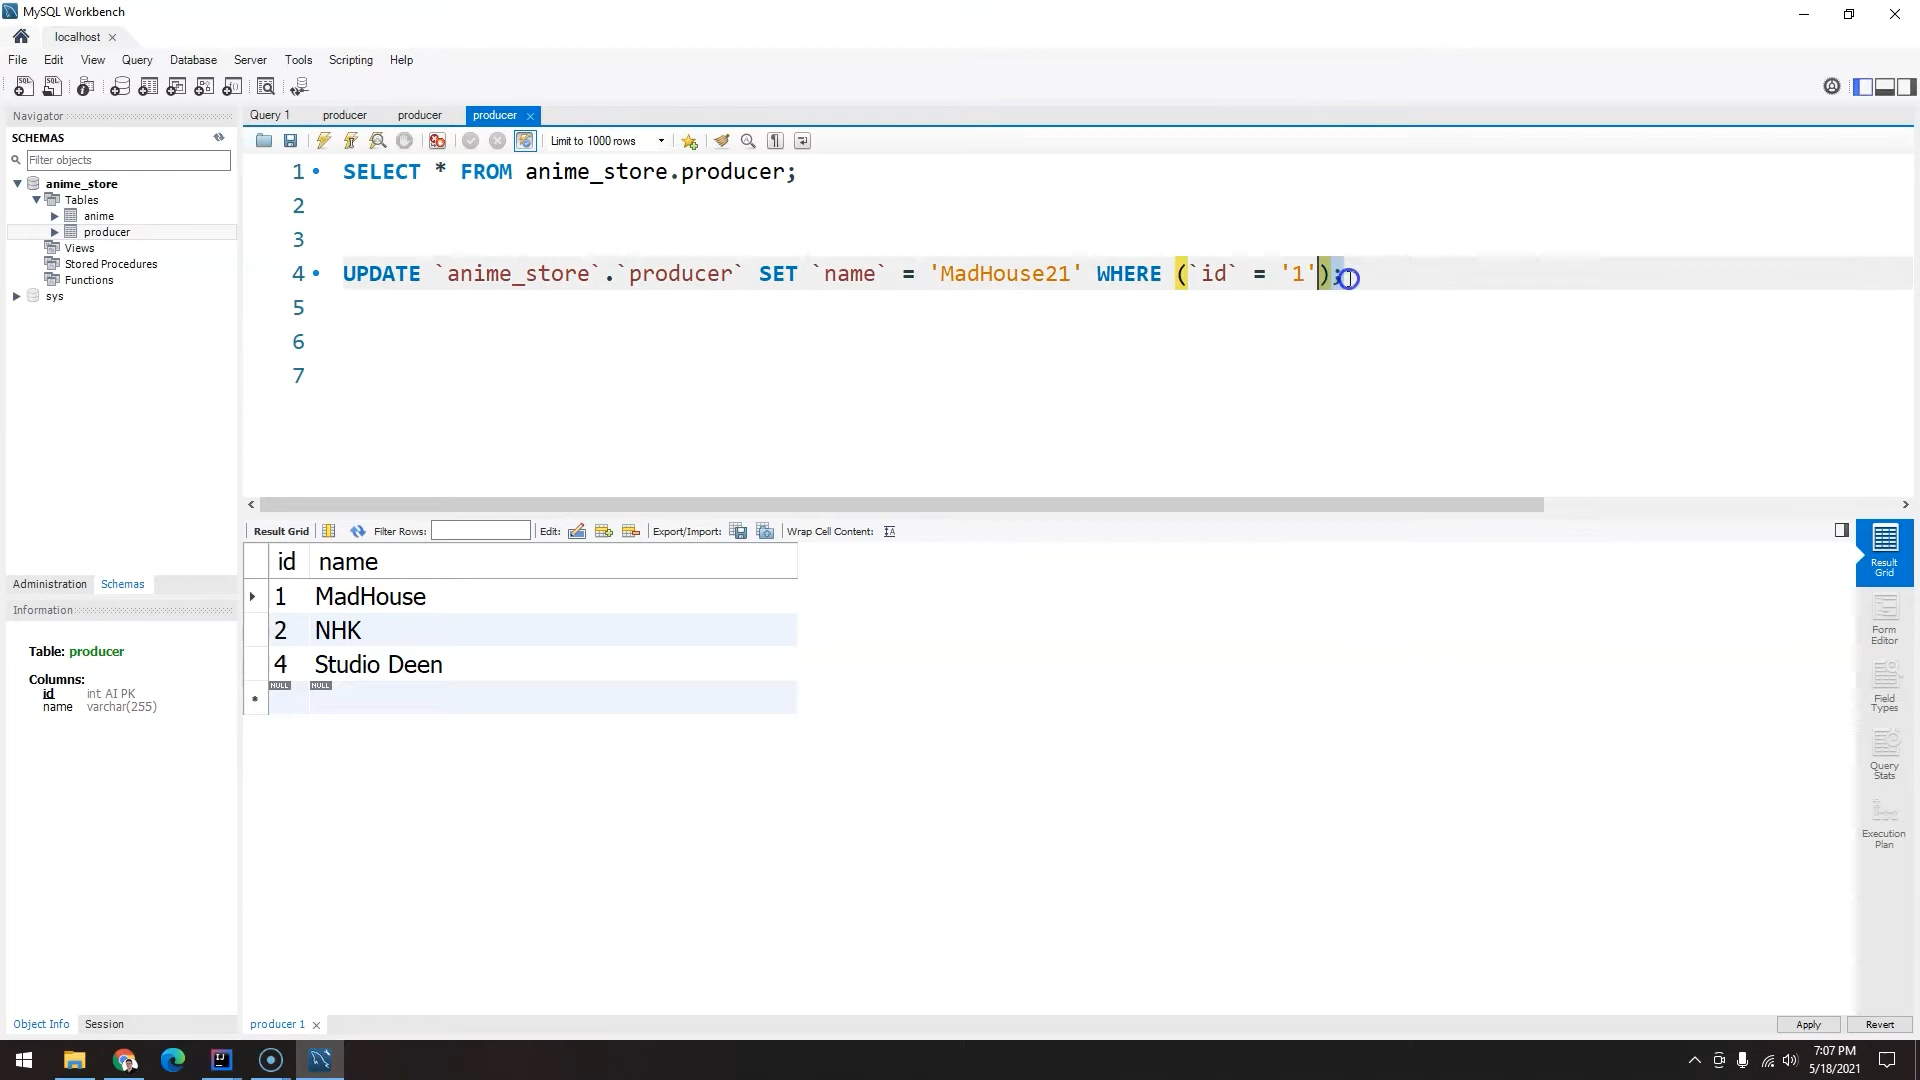 MySQL Workbench
localhost
File Edit View Query Database Server Tools Scripting Help
Navigator
SCHEMAS
Filter objects
anime_store
Tables
anime
producer
Views
Stored Procedures
Functions
sys
Administration Schemas
Information
Table: producer
Columns:
id int AI PK
name varchar(255)
Object Info Session
Query 1 producer producer producer
Limit to 1000 rows
1 SELECT * FROM anime_store.producer;
2
3
4 UPDATE `anime_store`.`producer` SET `name` = 'MadHouse21' WHERE (`id` = '1');
5
6
7
Result Grid Filter Rows: Edit: Export/Import: Wrap Cell Content:
id name
1 MadHouse
2 NHK
4 Studio Deen
NULL NULL
Result
Grid
Form
Editor
Field
Types
Query
Stats
Execution
Plan
producer 1
Apply Revert
7:07 PM
5/18/2021